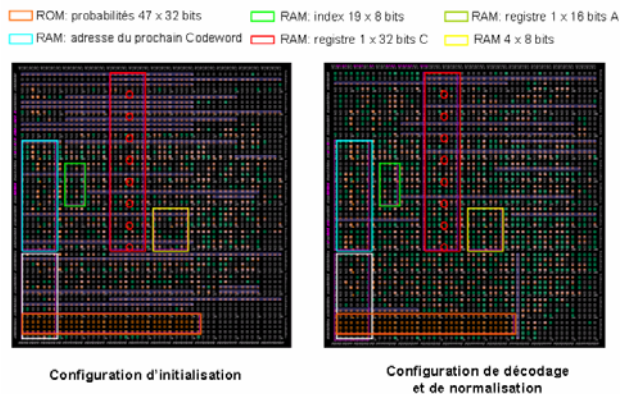 ROM: probabilités 47 x 32 bits RAM: index 19 x 8 bits RAM: registre 1 x 16 bits A
RAM: adresse du prochain Codeword RAM: registre 1 x 32 bits C RAM 4 x 8 bits
Configuration d'initialisation
Configuration de décodage
et de normalisation